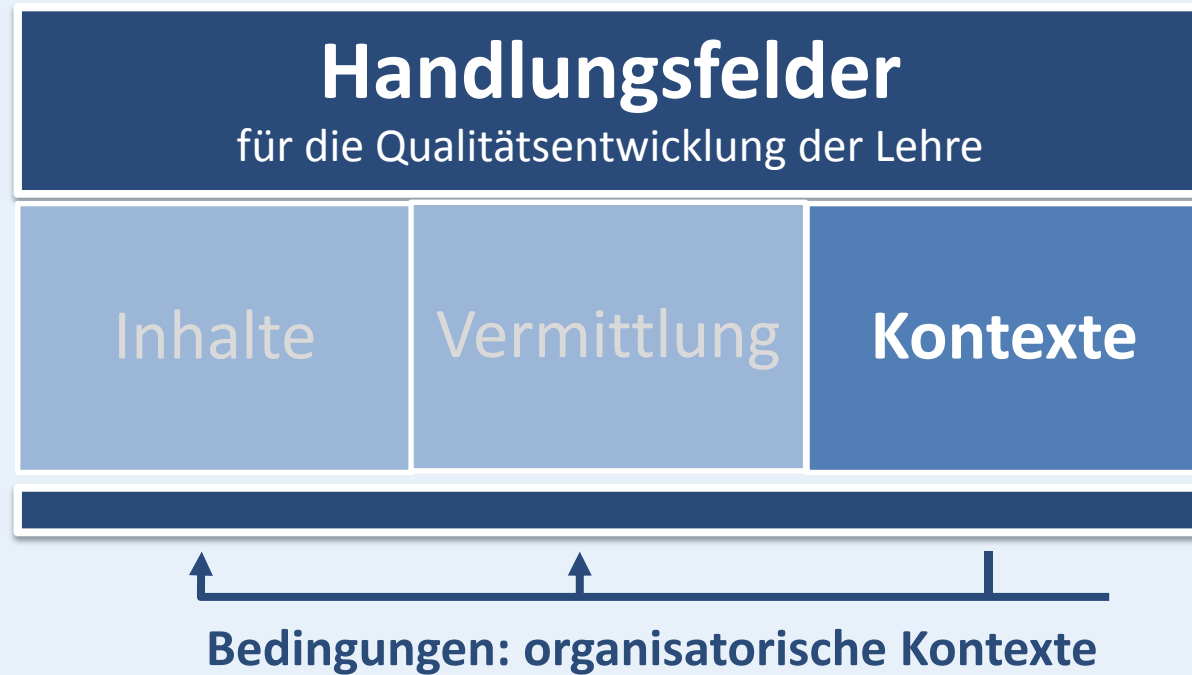 Handlungsfelder
für die Qualitätsentwicklung der Lehre
Inhalte
Vermittlung
Kontexte
Bedingungen: organisatorische Kontexte